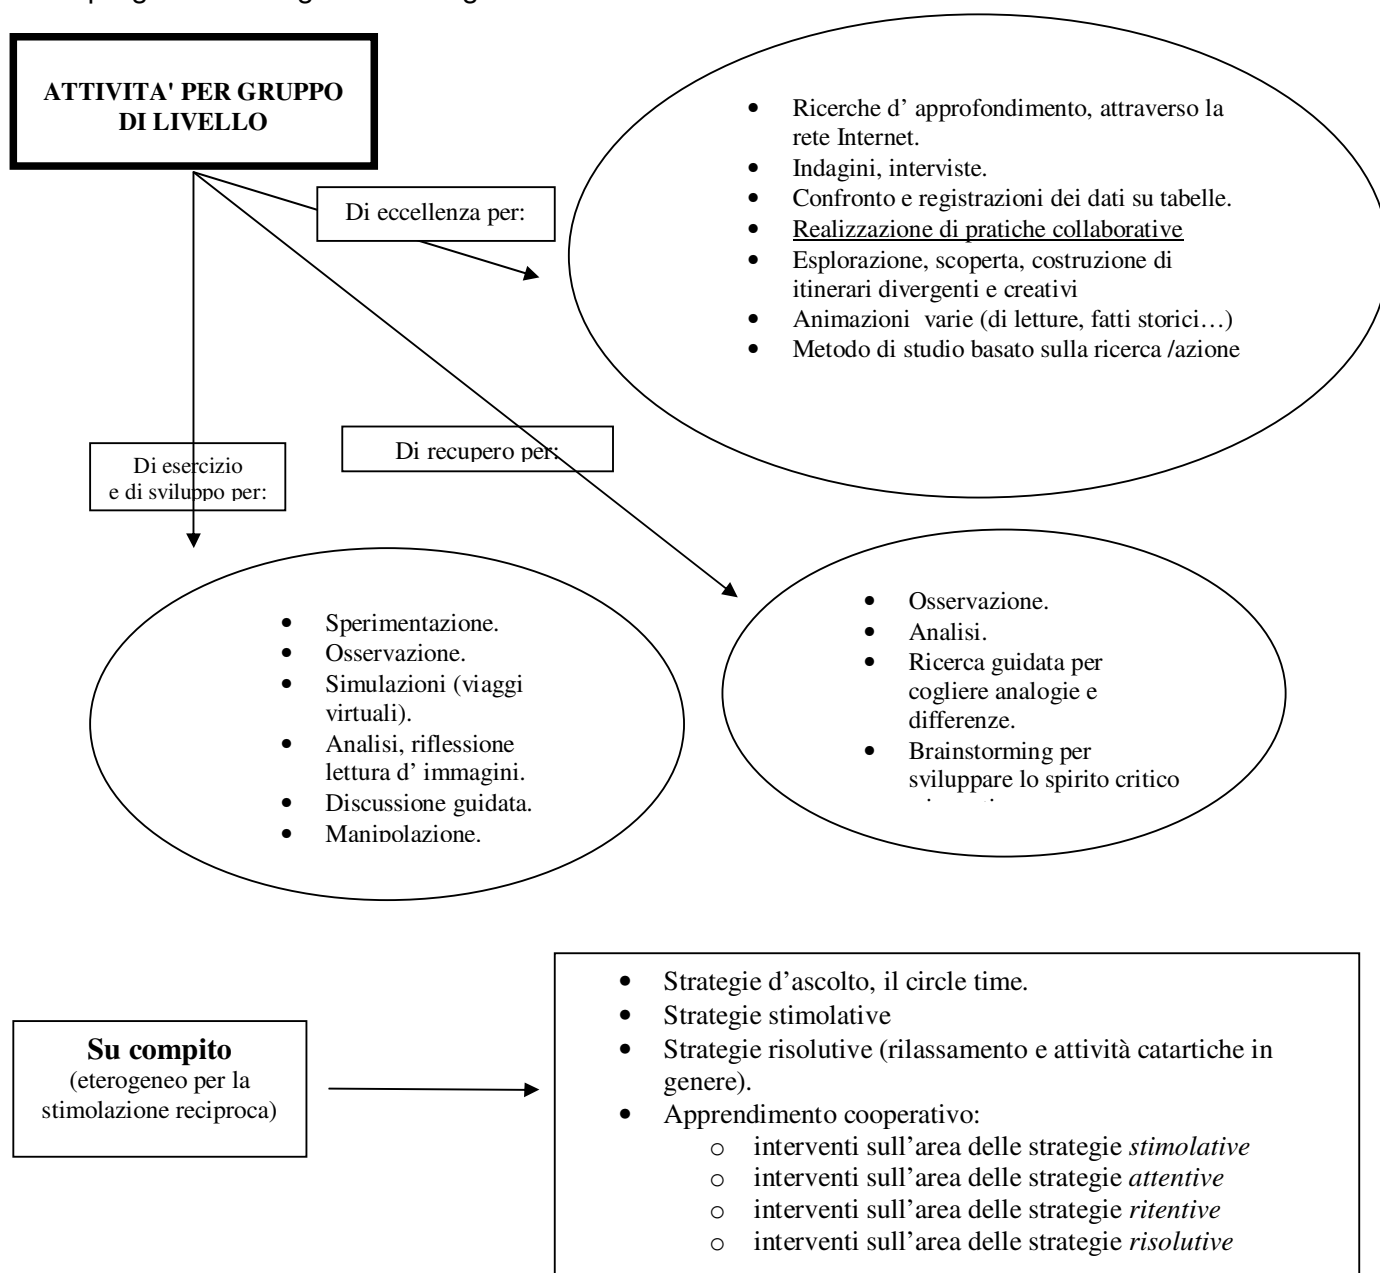 ATTIVITA' PER GRUPPO
DI LIVELLO
Di eccellenza per:
• Ricerche d’ approfondimento, attraverso la
rete Internet.
• Indagini, interviste.
• Confronto e registrazioni dei dati su tabelle.
• Realizzazione di pratiche collaborative
• Esplorazione, scoperta, costruzione di
itinerari divergenti e creativi
• Animazioni varie (di letture, fatti storici…)
• Metodo di studio basato sulla ricerca /azione
Di recupero per:
Di esercizio
e di sviluppo per:
• Sperimentazione.
• Osservazione.
• Simulazioni (viaggi
virtuali).
• Analisi, riflessione
lettura d’ immagini.
• Discussione guidata.
• Manipolazione.
• Osservazione.
• Analisi.
• Ricerca guidata per
cogliere analogie e
differenze.
• Brainstorming per
sviluppare lo spirito critico
Su compito
(eterogeneo per la
stimolazione reciproca)
• Strategie d’ascolto, il circle time.
• Strategie stimolative
• Strategie risolutive (rilassamento e attività catartiche in
genere).
• Apprendimento cooperativo:
o interventi sull’area delle strategie stimolative
o interventi sull’area delle strategie attentive
o interventi sull’area delle strategie ritentive
o interventi sull’area delle strategie risolutive